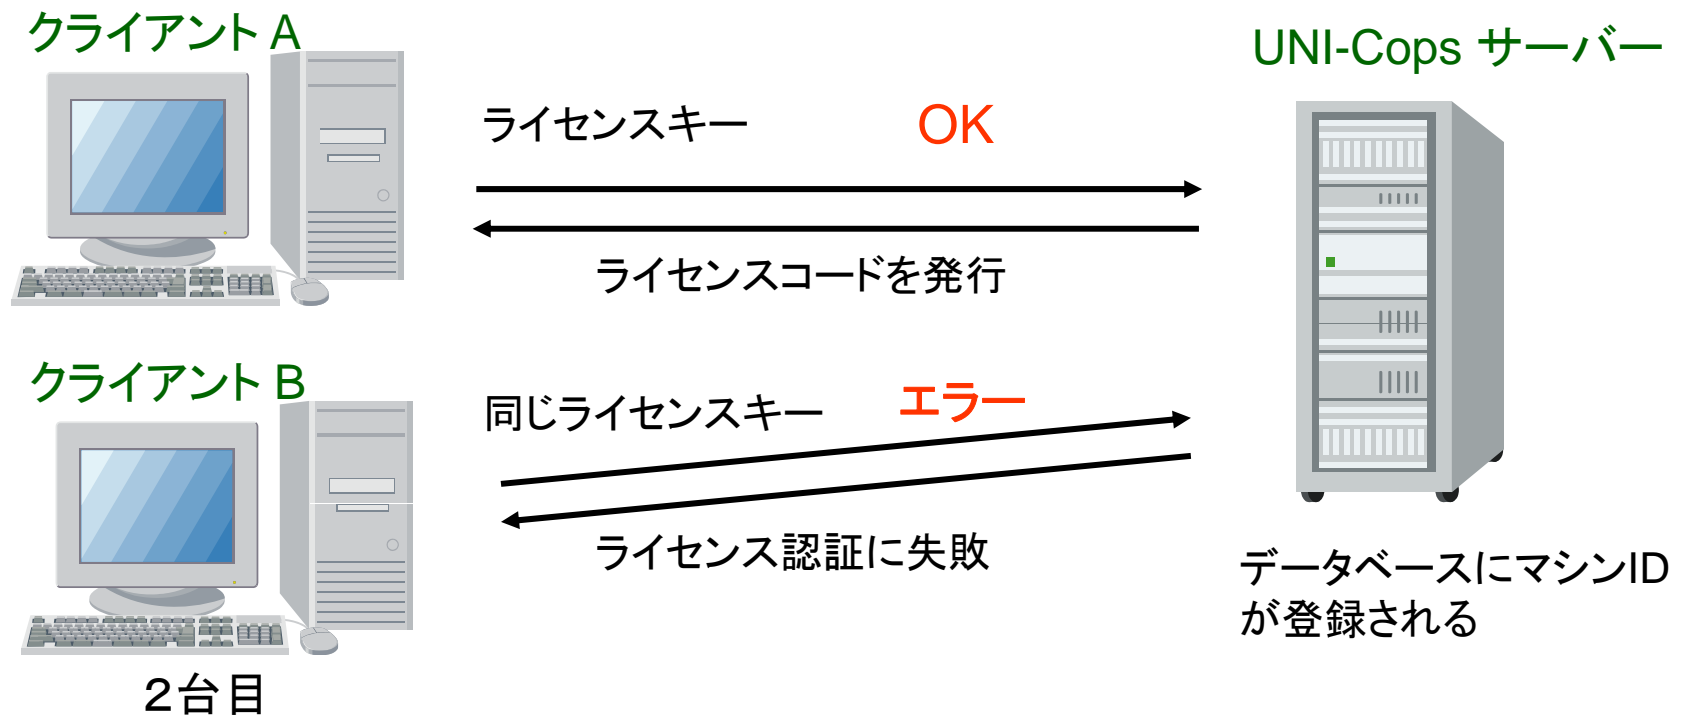 クライアント A
UNI-Cops サーバー
ライセンスキー
OK
ライセンスコードを発行
クライアント B
同じライセンスキー
エラー
ライセンス認証に失敗
データベースにマシンID
が登録される
２台目